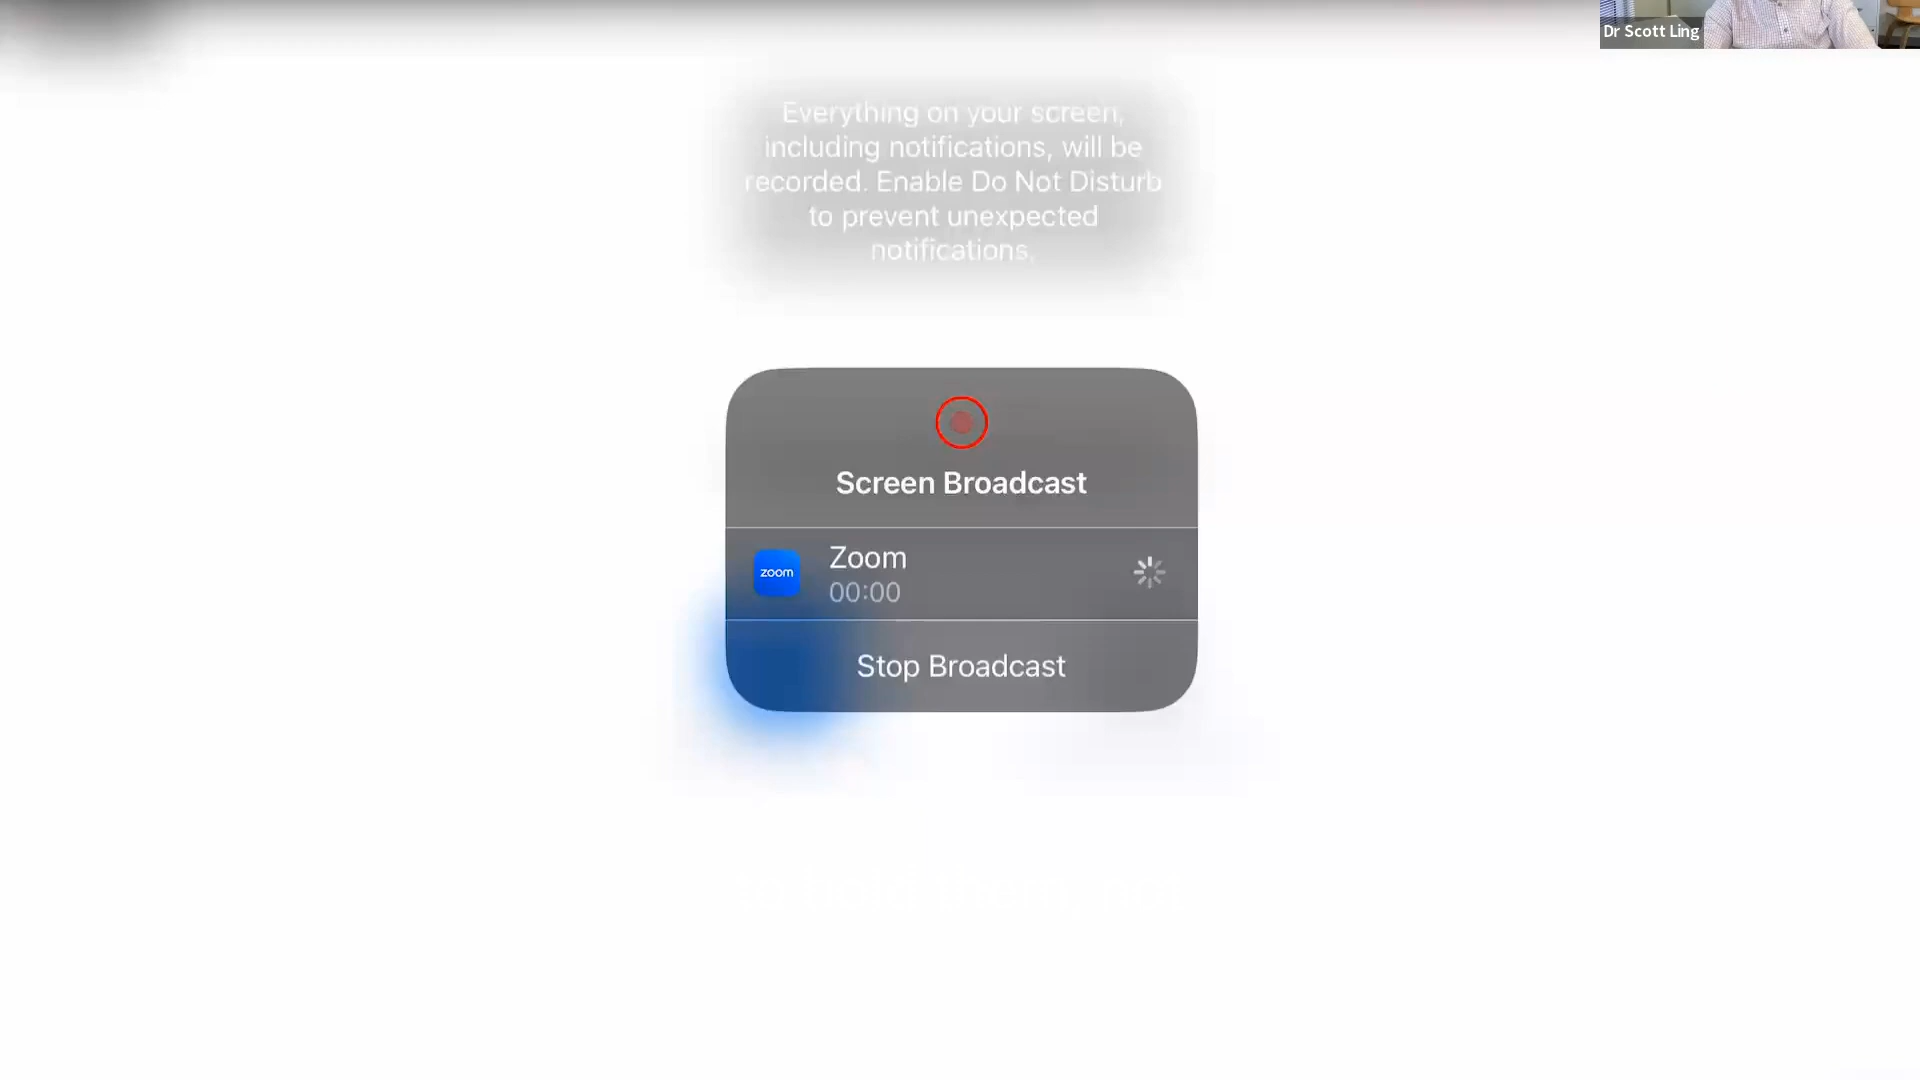 Dr Scott Ling
Everything on your screen,
including notifications, will be
recorded. Enable Do Not Disturb
to prevent unexpected
notifications.
Screen Broadcast
zoom
Zoom
00:00
Stop Broadcast